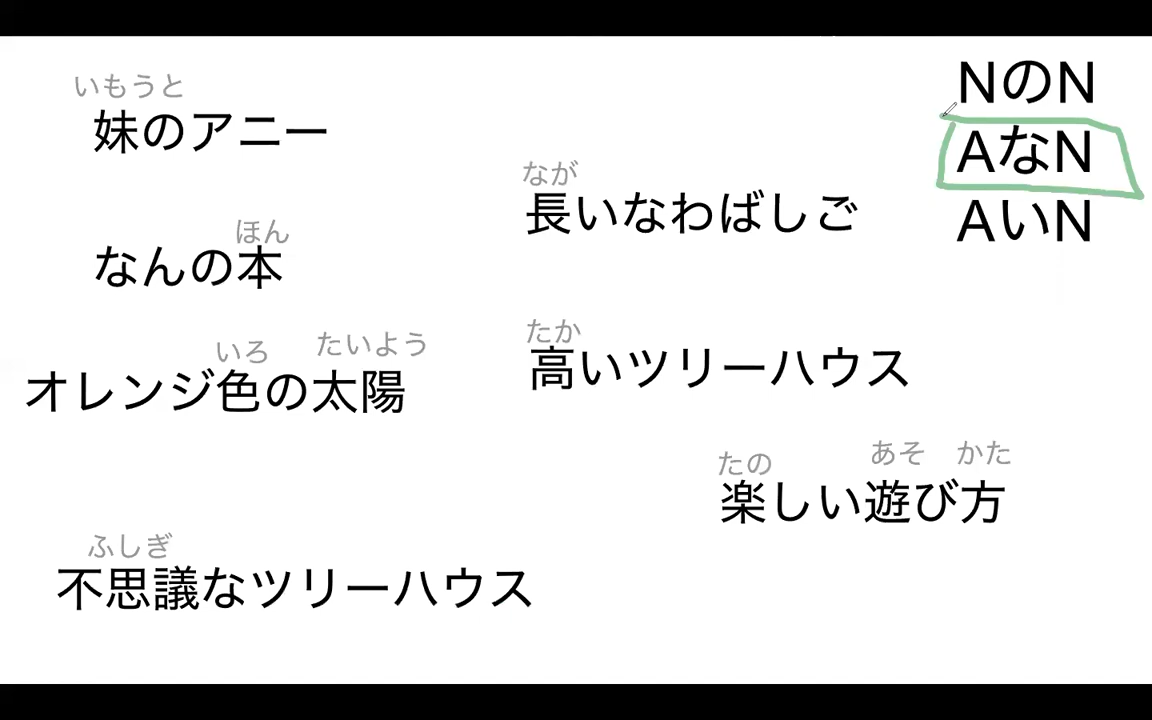 いもうと
妹のアニー
NのN
AなN
AいN
なが
長いなわばしご
ほん
なんの本
たか
高いツリーハウス
いろ たいよう
オレンジ色の太陽
たの あそ かた
楽しい遊び方
ふしぎ
不思議なツリーハウス